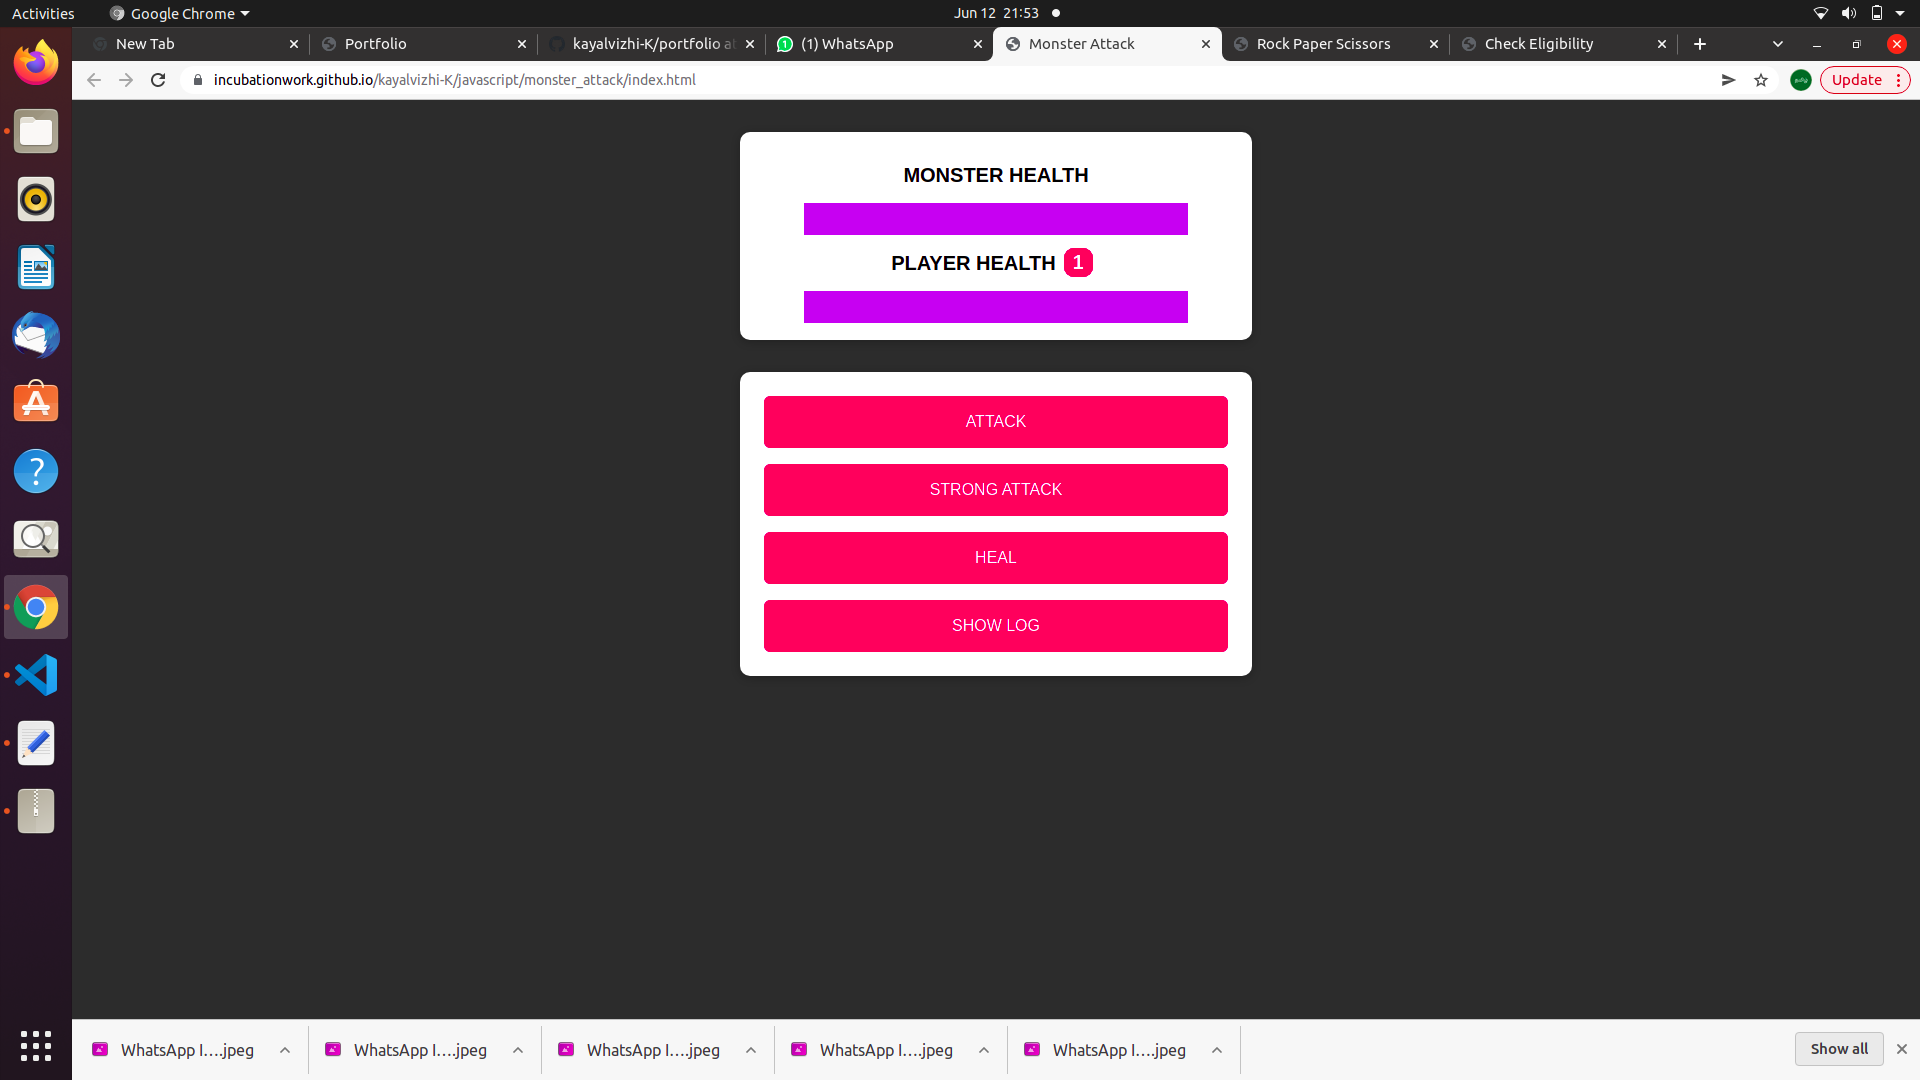 Activities
Google Chrome
Jun 12 21:53
New Tab
Portfolio
kayalvizhi-K/portfolio at
(1) WhatsApp
Monster Attack
Rock Paper Scissors
Check Eligibility
incubationwork.github.io/kayalvizhi-K/javascript/monster_attack/index.html
Update
MONSTER HEALTH
PLAYER HEALTH 1
ATTACK
STRONG ATTACK
HEAL
SHOW LOG
WhatsApp I….jpeg
WhatsApp I….jpeg
WhatsApp I….jpeg
WhatsApp I….jpeg
WhatsApp I….jpeg
Show all